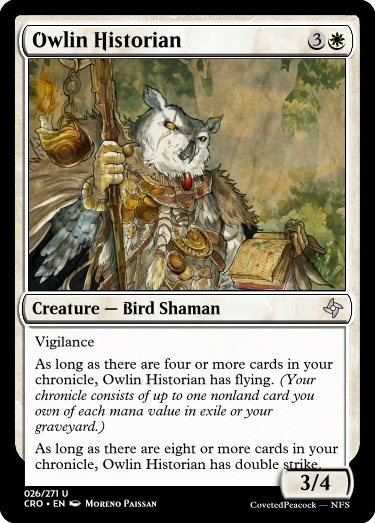 Owlin Historian 3
Creature — Bird Shaman
Vigilance
As long as there are four or more cards in your
chronicle, Owlin Historian has flying. (Your
chronicle consists of up to one nonland card you
own of each mana value in exile or your
graveyard.)
As long as there are eight or more cards in your
chronicle, Owlin Historian has double strike.
3/4
026/271 U
CRO • EN Moreno Paissan
CovetedPeacock — NFS